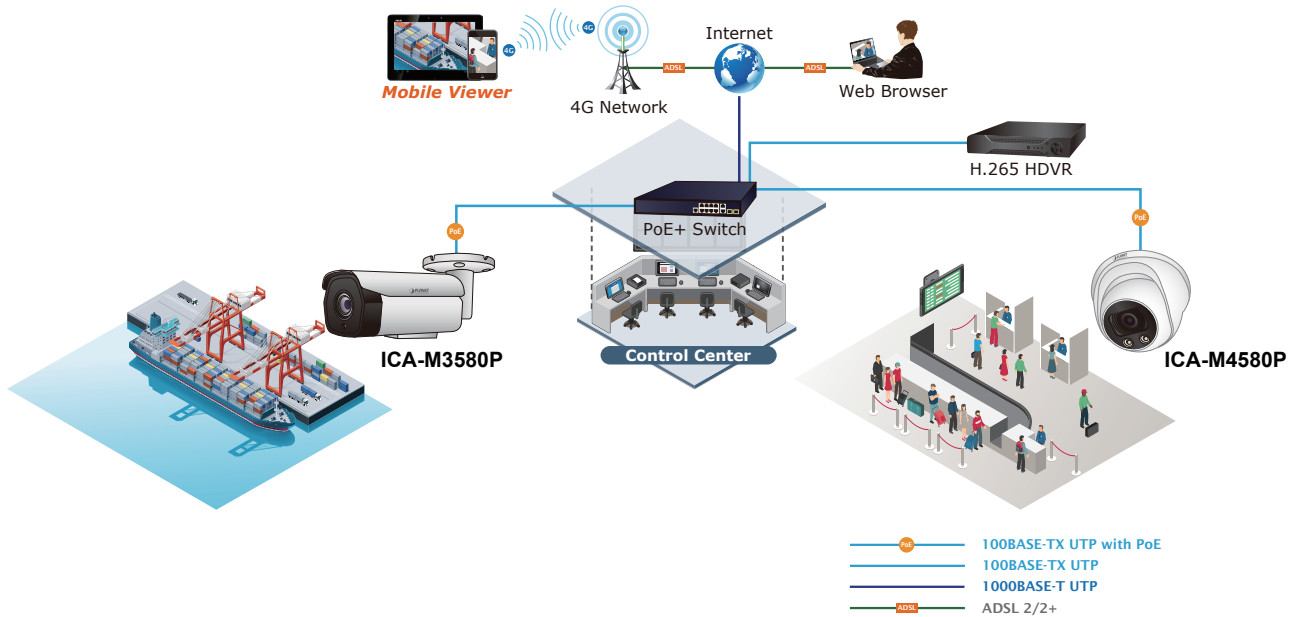 Internet
4G
4G
ADSL
ADSL
Mobile Viewer
4G Network
Web Browser
H.265 HDVR
PoE
PoE+ Switch
PoE
PLANET
PLANET
ICA-M3580P
Control Center
ICA-M4580P
PoE
100BASE-TX UTP with PoE
100BASE-TX UTP
1000BASE-T UTP
ADSL
ADSL 2/2+